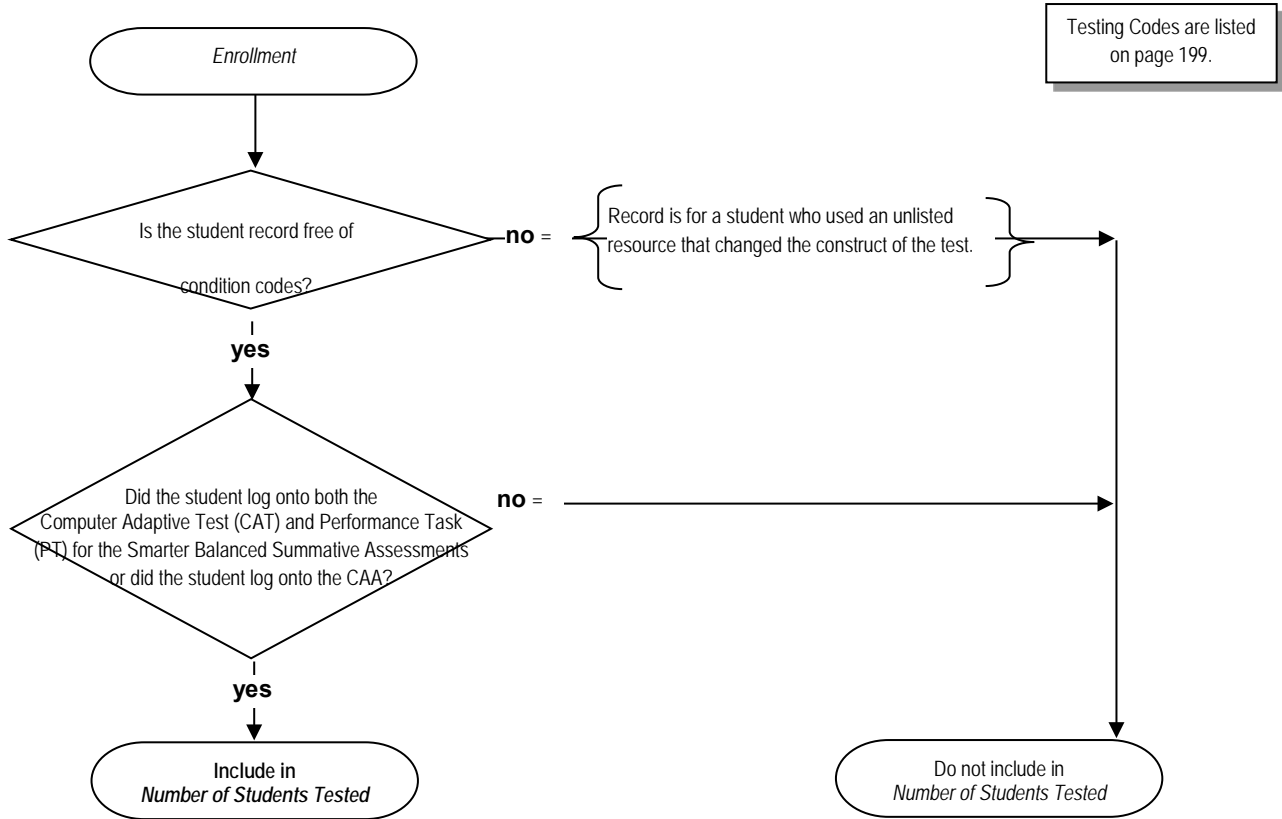 Enrollment
Testing Codes are listed
on page 199.
Is the student record free of
condition codes?
no =
Record is for a student who used an unlisted
resource that changed the construct of the test.
yes
Did the student log onto both the
Computer Adaptive Test (CAT) and Performance Task
(PT) for the Smarter Balanced Summative Assessments
or did the student log onto the CAA?
no =
yes
Include in
Number of Students Tested
Do not include in
Number of Students Tested